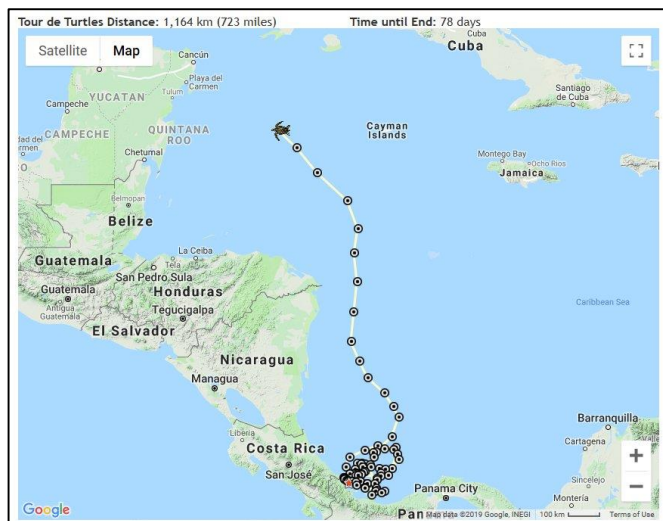 Tour de Turtles Distance: 1,164 km (723 miles) Time until End: 78 days
Satellite Map
Cuba
Cuba
Cancún
Playa del
Carmen
YUCATAN
Tulum
Campeche
CAMPECHE
QUINTANA
ROO
Cayman
Islands
Santiago
de Cuba
Chetumal
Montego Bay
Ocho Rios
Jamaica
Belmopan
Belize
Guatemala
La Ceiba
Tela
San Pedro Sula
Guatemala
Antigua
Guatemala
Honduras
Tegucigalpa
Caribbean Sea
El Salvador
Nicaragua
Managua
Barranquilla
Liberia
Cartagena
Costa Rica
San José
Sincelejo
Panama City
Montería
Google
Map data ©2019 Google, INEGI 100 km Terms of Use